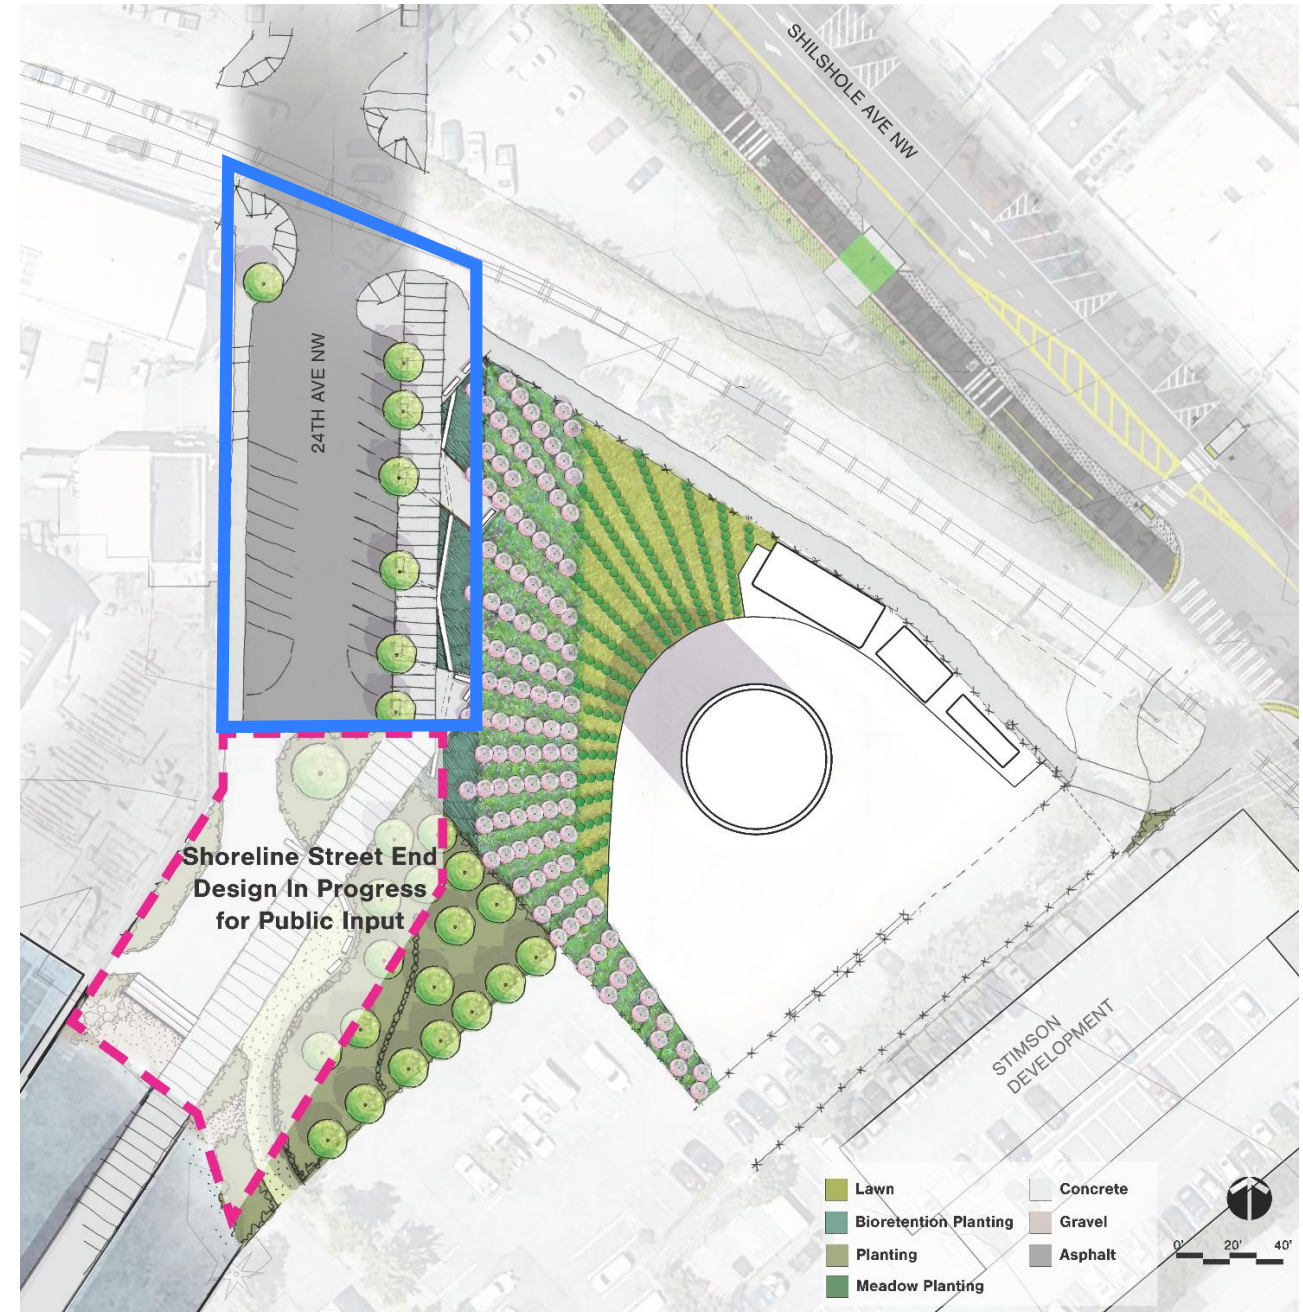 SHILSHOLE AVE NW
24TH AVE NW
Shoreline Street End
Design In Progress
for Public Input
STIMSON
DEVELOPMENT
Lawn
Bioretention Planting
Planting
Meadow Planting
Concrete
Gravel
Asphalt
0' 20' 40'